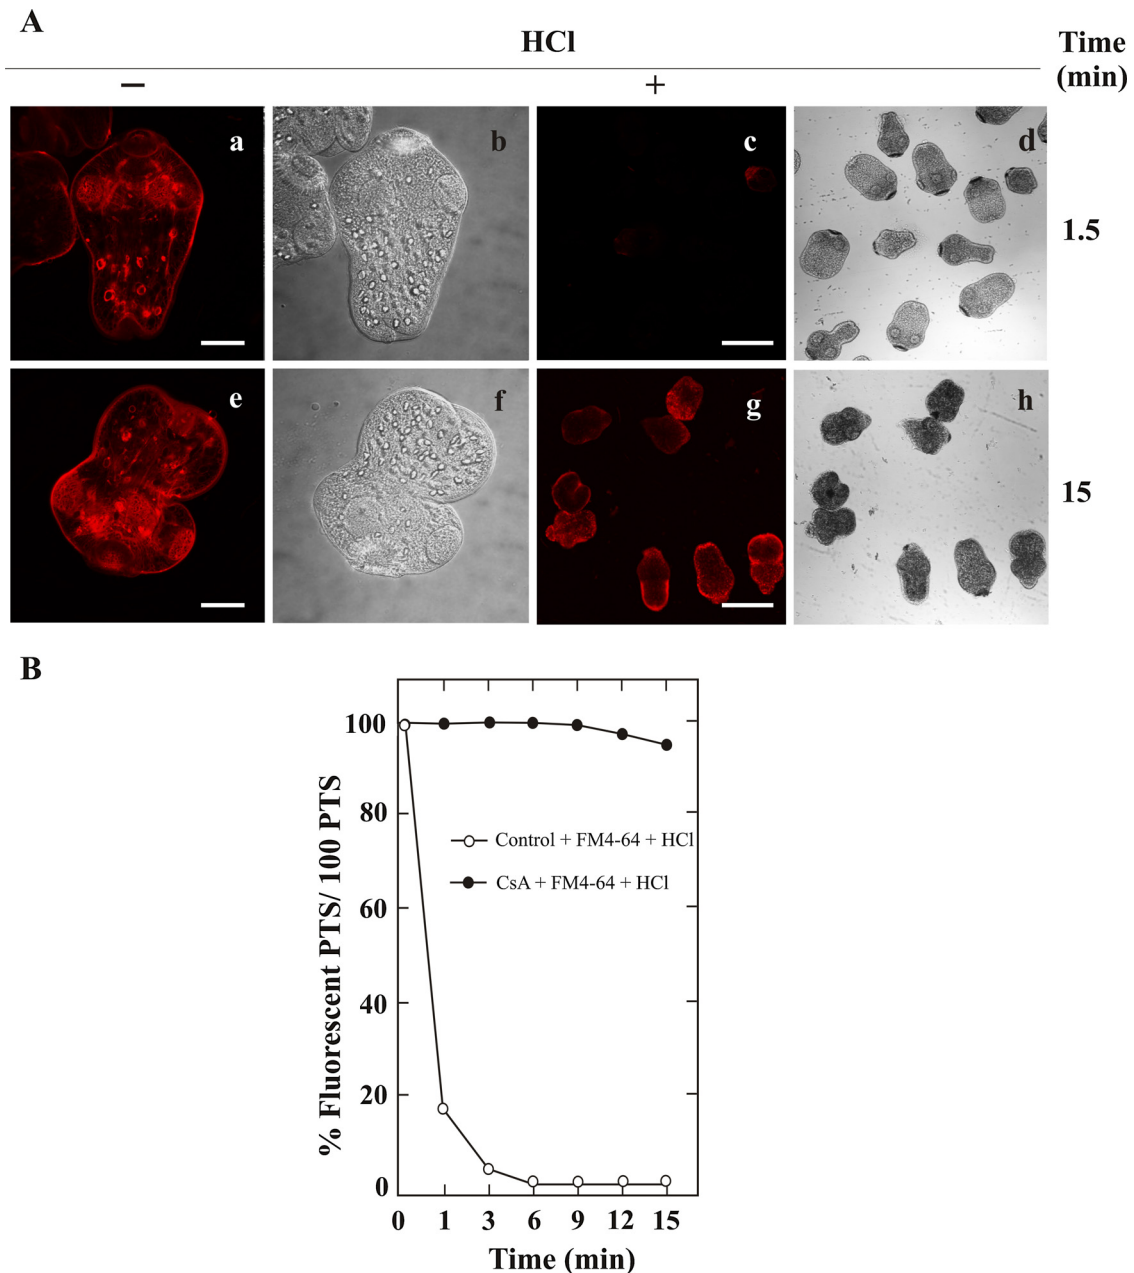 A
HCl
Time
(min)
− +
a b c d
1.5
e f g h
15
B
% Fluorescent PTS/ 100 PTS
100
80
60
40
20
0
Control + FM4-64 + HCl
CsA + FM4-64 + HCl
0 1 3 6 9 12 15
Time (min)